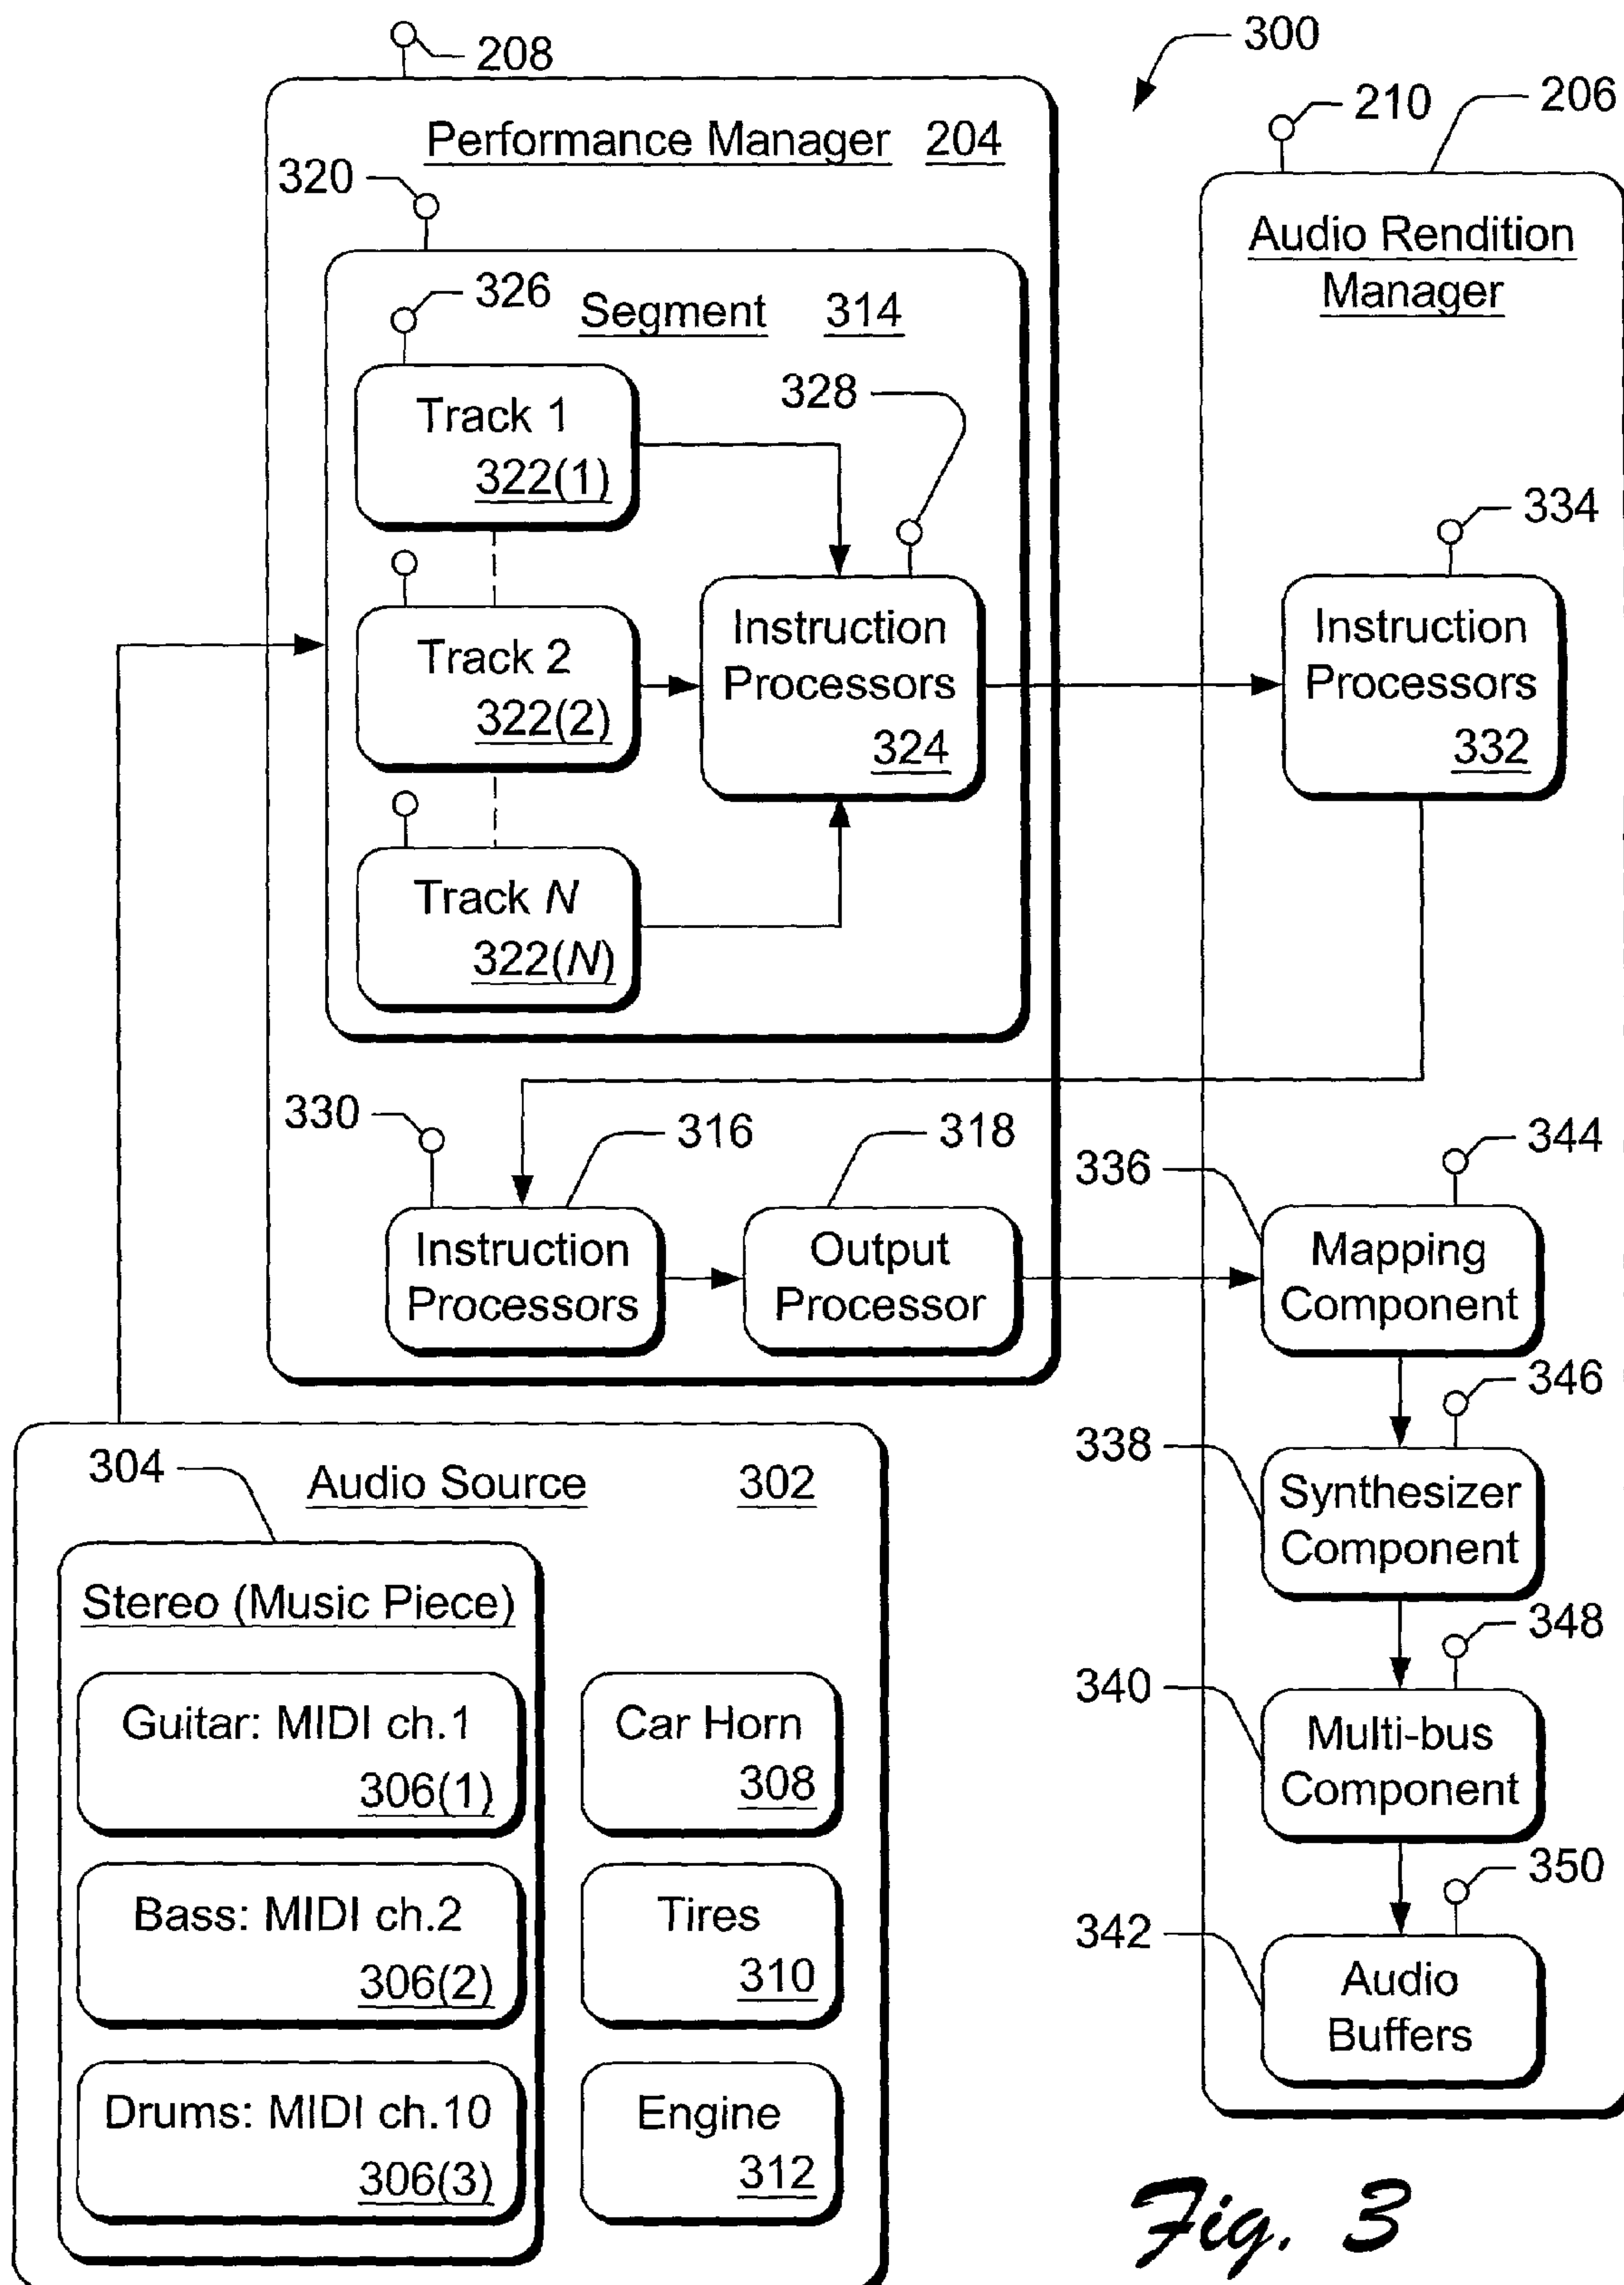 208
300
210
206
Performance Manager 204
320
Audio Rendition
Manager
326
Segment 314
328
Track 1
322(1)
334
Track 2
322(2)
Instruction
Processors
324
Instruction
Processors
332
Track N
322(N)
330
316
318
336
344
Instruction
Processors
Output
Processor
Mapping
Component
346
338
304
Audio Source 302
Synthesizer
Component
Stereo (Music Piece)
348
340
Guitar: MIDI ch.1
306(1)
Car Horn
308
Multi-bus
Component
350
342
Bass: MIDI ch.2
306(2)
Tires
310
Audio
Buffers
Drums: MIDI ch.10
306(3)
Engine
312
Fig. 3